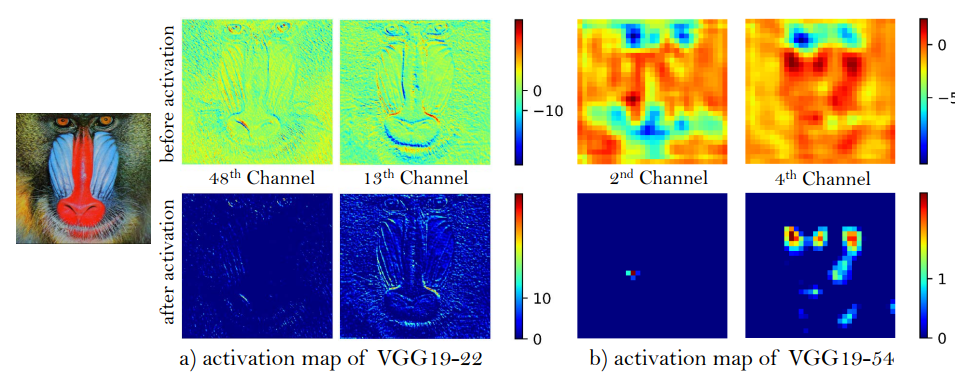 before activation
0
−10
0
−5
48th Channel
13th Channel
2nd Channel
4th Channel
after activation
10
0
1
0
a) activation map of VGG19-22
b) activation map of VGG19-54